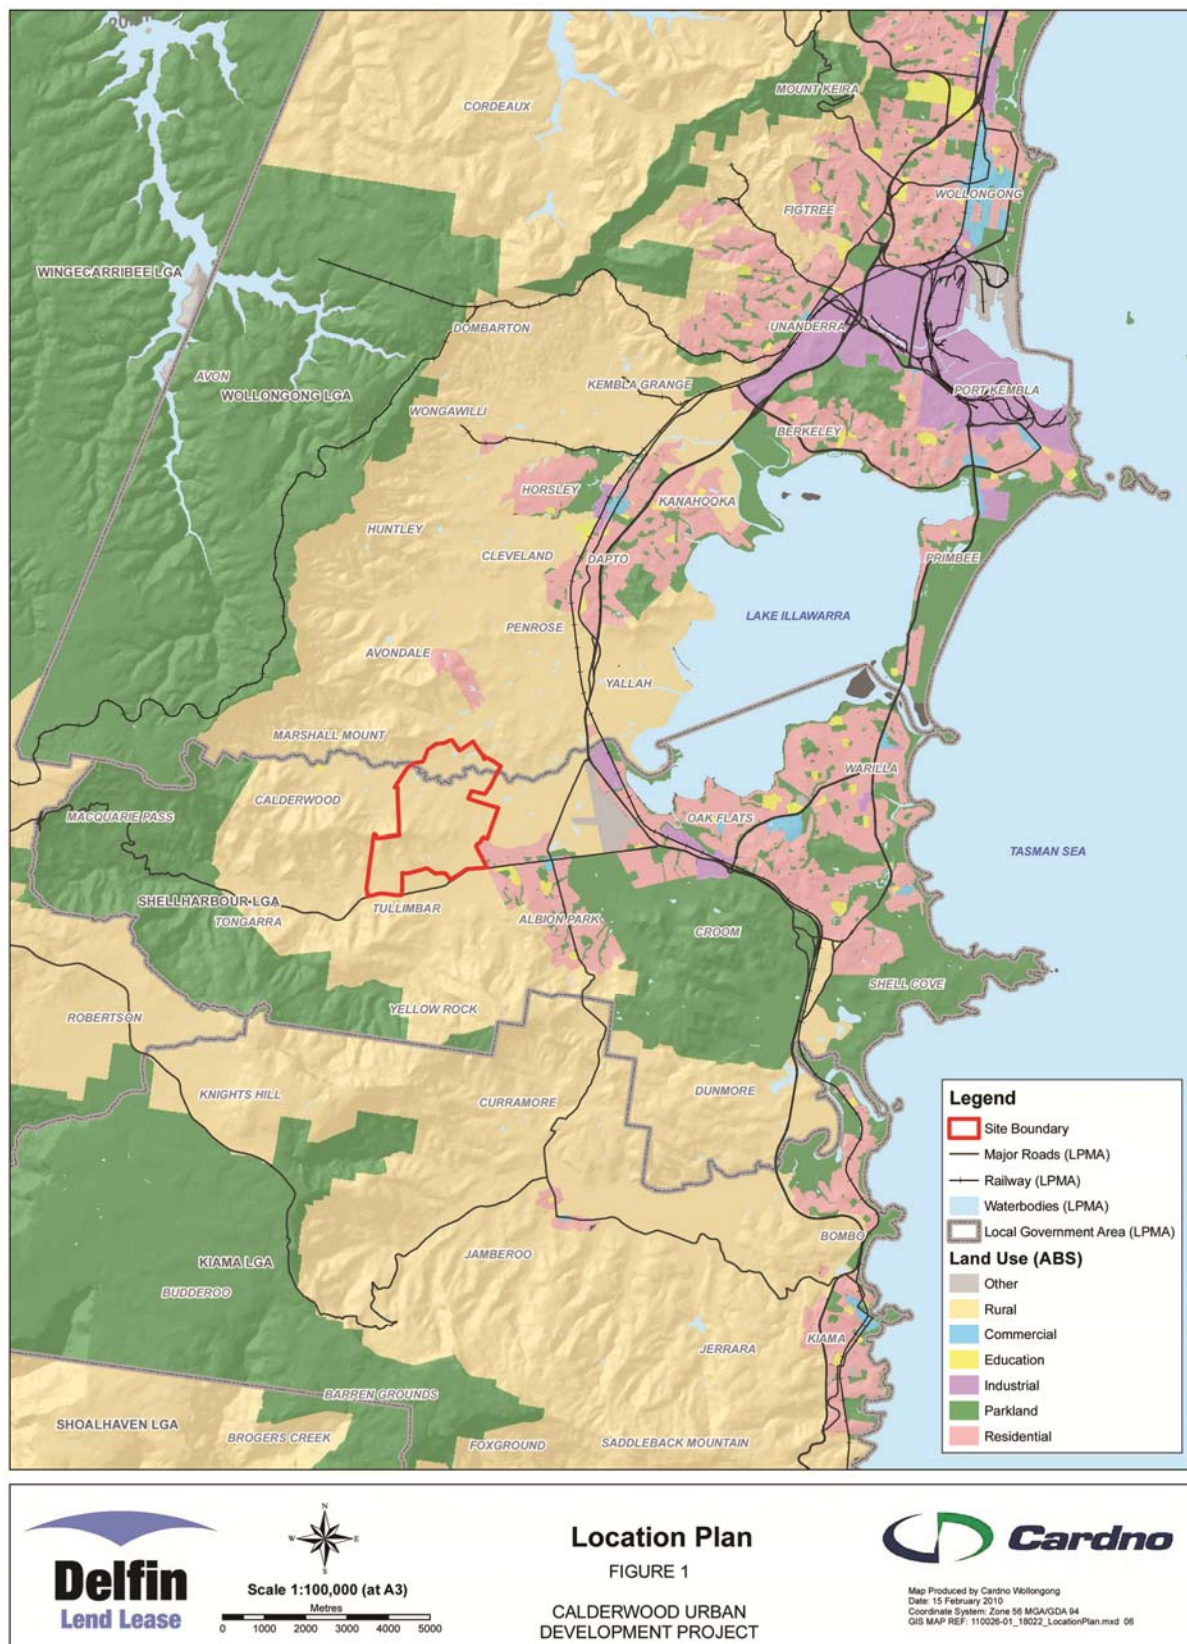 MOUNT KEIRA
CORDEAUX
WOLLONGONG
FIGTREE
WINGECARRIBEE LGA
DOMBARTON
UNANDERRA
AVON
KEMBLA GRANGE
PORT KEMBLA
WOLLONGONG LGA
WONGAWILLI
BERKELEY
HORSLEY
KANAHOOKA
HUNTLEY
CLEVELAND
DAPTO
PRIMBEE
LAKE ILLAWARRA
PENROSE
AVONDALE
YALLAH
MARSHALL MOUNT
WARILLA
CALDERWOOD
MACQUARIE PASS
OAK FLATS
TASMAN SEA
SHELLHARBOUR LGA
TULLIMBAR
TONGARRA
ALBION PARK
CROOM
SHELL COVE
YELLOW ROCK
ROBERTSON
KNIGHTS HILL
CURRAMORE
DUNMORE
BOMBO
JAMBEROO
KIAMA LGA
BUDDEROO
KIAMA
JERRARA
BARREN GROUNDS
SHOALHAVEN LGA
BROGERS CREEK
FOXGROUND
SADDLEBACK MOUNTAIN
Legend
Site Boundary
Major Roads (LPMA)
Railway (LPMA)
Waterbodies (LPMA)
Local Government Area (LPMA)
Land Use (ABS)
Other
Rural
Commercial
Education
Industrial
Parkland
Residential
Delfin
Lend Lease
N
W E
S
Scale 1:100,000 (at A3)
Metres
0 1000 2000 3000 4000 5000
Location Plan
FIGURE 1
CALDERWOOD URBAN
DEVELOPMENT PROJECT
Cardno
Map Produced by Cardno Wollongong
Date: 15 February 2010
Coordinate System: Zone 56 MGA/GDA 94
GIS MAP REF: 110026-01_18022_LocationPlan.mxd 06